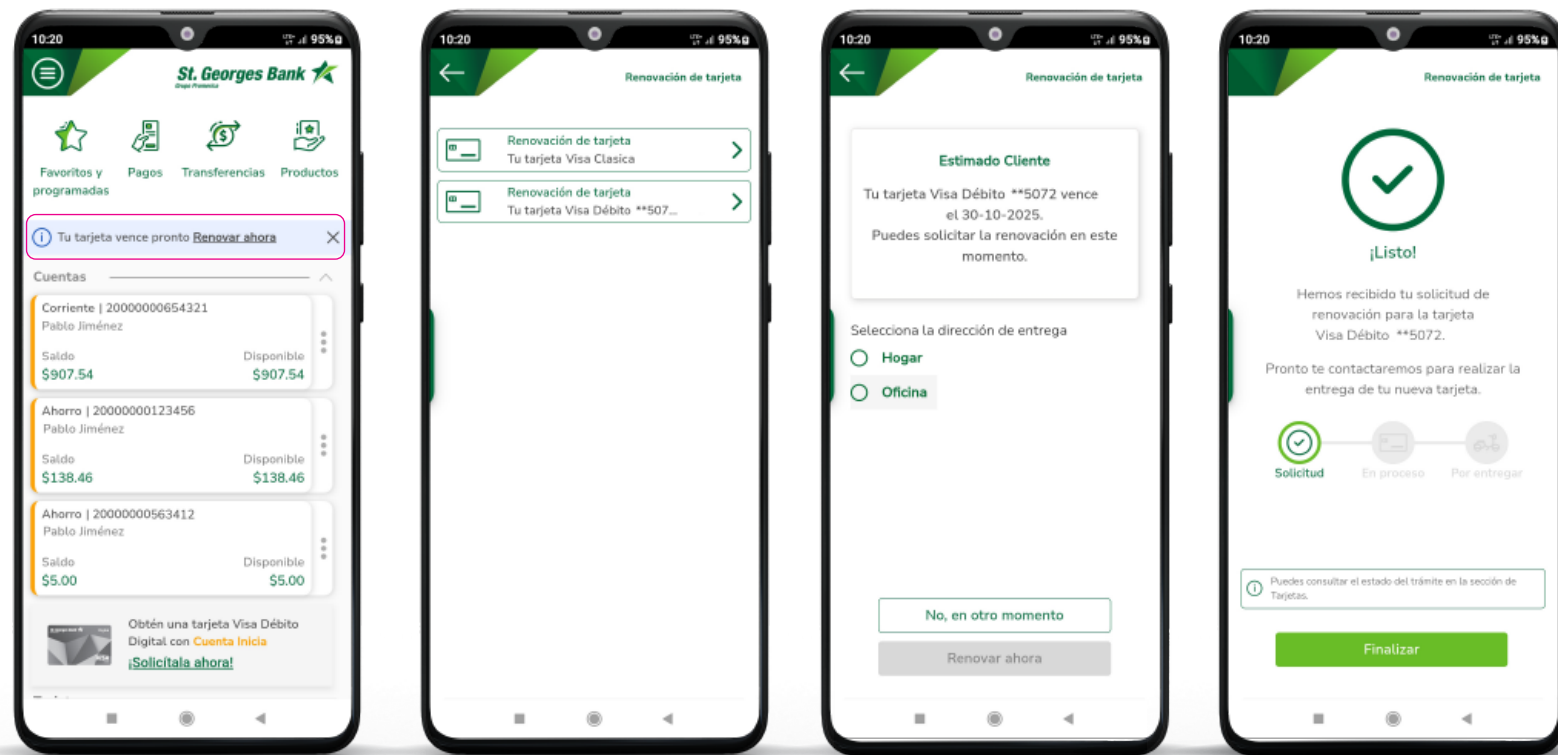 10:20
LTE+
95%
St. Georges Bank
Grupo Promerica
Favoritos y
programadas
Pagos
Transferencias
Productos
Tu tarjeta vence pronto Renovar ahora
Cuentas
Corriente | 20000000654321
Pablo Jiménez
Saldo
Disponible
$907.54
$907.54
Ahorro | 20000000123456
Pablo Jiménez
Saldo
Disponible
$138.46
$138.46
Ahorro | 20000000563412
Pablo Jiménez
Saldo
Disponible
$5.00
$5.00
Obtén una tarjeta Visa Débito
Digital con Cuenta Inicia
¡Solicítala ahora!
10:20
LTE+
95%
Renovación de tarjeta
Renovación de tarjeta
Tu tarjeta Visa Clasica
Renovación de tarjeta
Tu tarjeta Visa Débito **507...
10:20
LTE+
95%
Renovación de tarjeta
Estimado Cliente
Tu tarjeta Visa Débito **5072 vence
el 30-10-2025.
Puedes solicitar la renovación en este
momento.
Selecciona la dirección de entrega
Hogar
Oficina
No, en otro momento
Renovar ahora
10:20
LTE+
95%
Renovación de tarjeta
¡Listo!
Hemos recibido tu solicitud de
renovación para la tarjeta
Visa Débito **5072.
Pronto te contactaremos para realizar la
entrega de tu nueva tarjeta.
Solicitud
En proceso
Por entregar
Puedes consultar el estado del trámite en la sección de
Tarjetas.
Finalizar